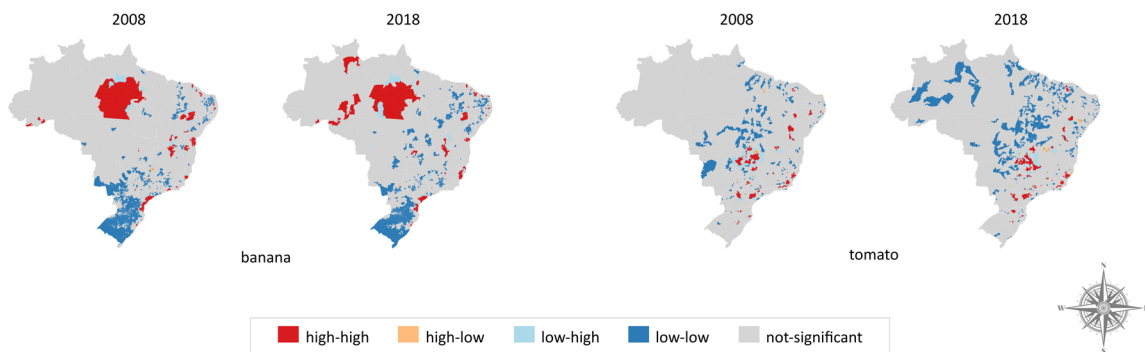 2008
2018
2008
2018
banana
tomato
high-high
high-low
low-high
low-low
not-significant
N
W
E
S